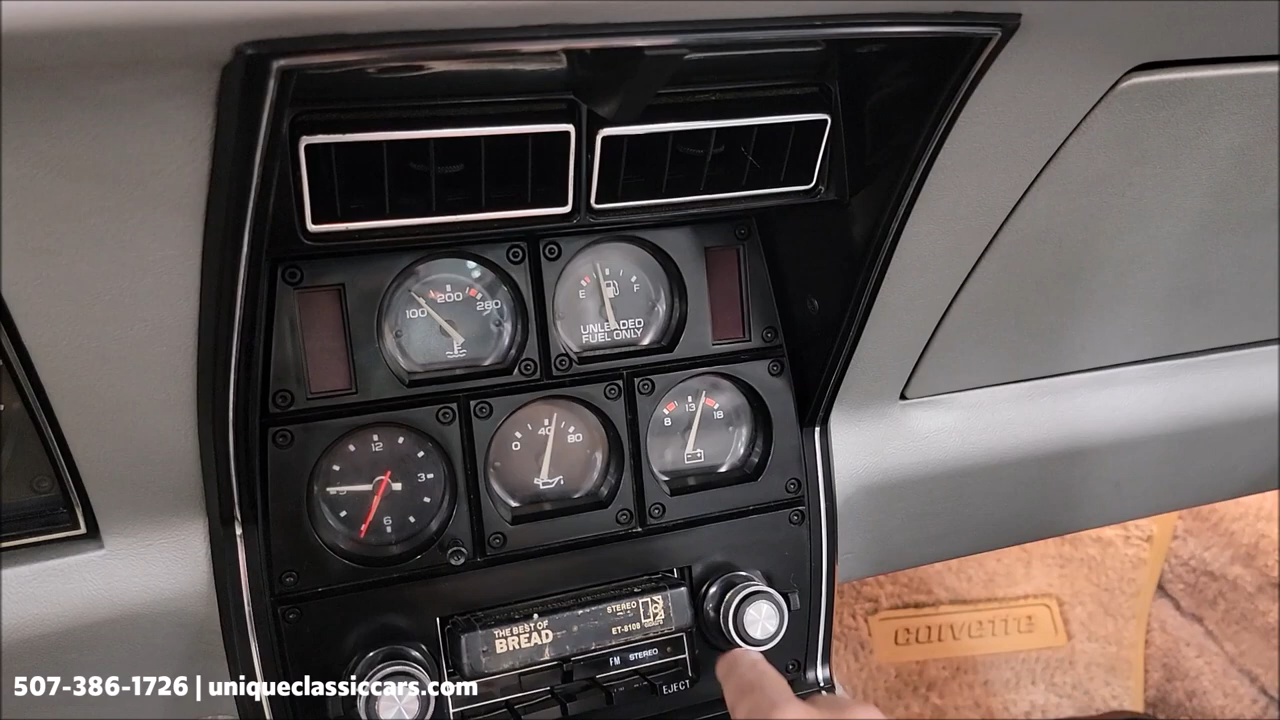 100 200 280
E F
UNLEADED
FUEL ONLY
12
3
6
9
0 40 80
8 13 18
THE BEST OF
BREAD
STEREO
ET-8108
FM STEREO
EJECT
corvette
507-386-1726 | uniqueclassiccars.com